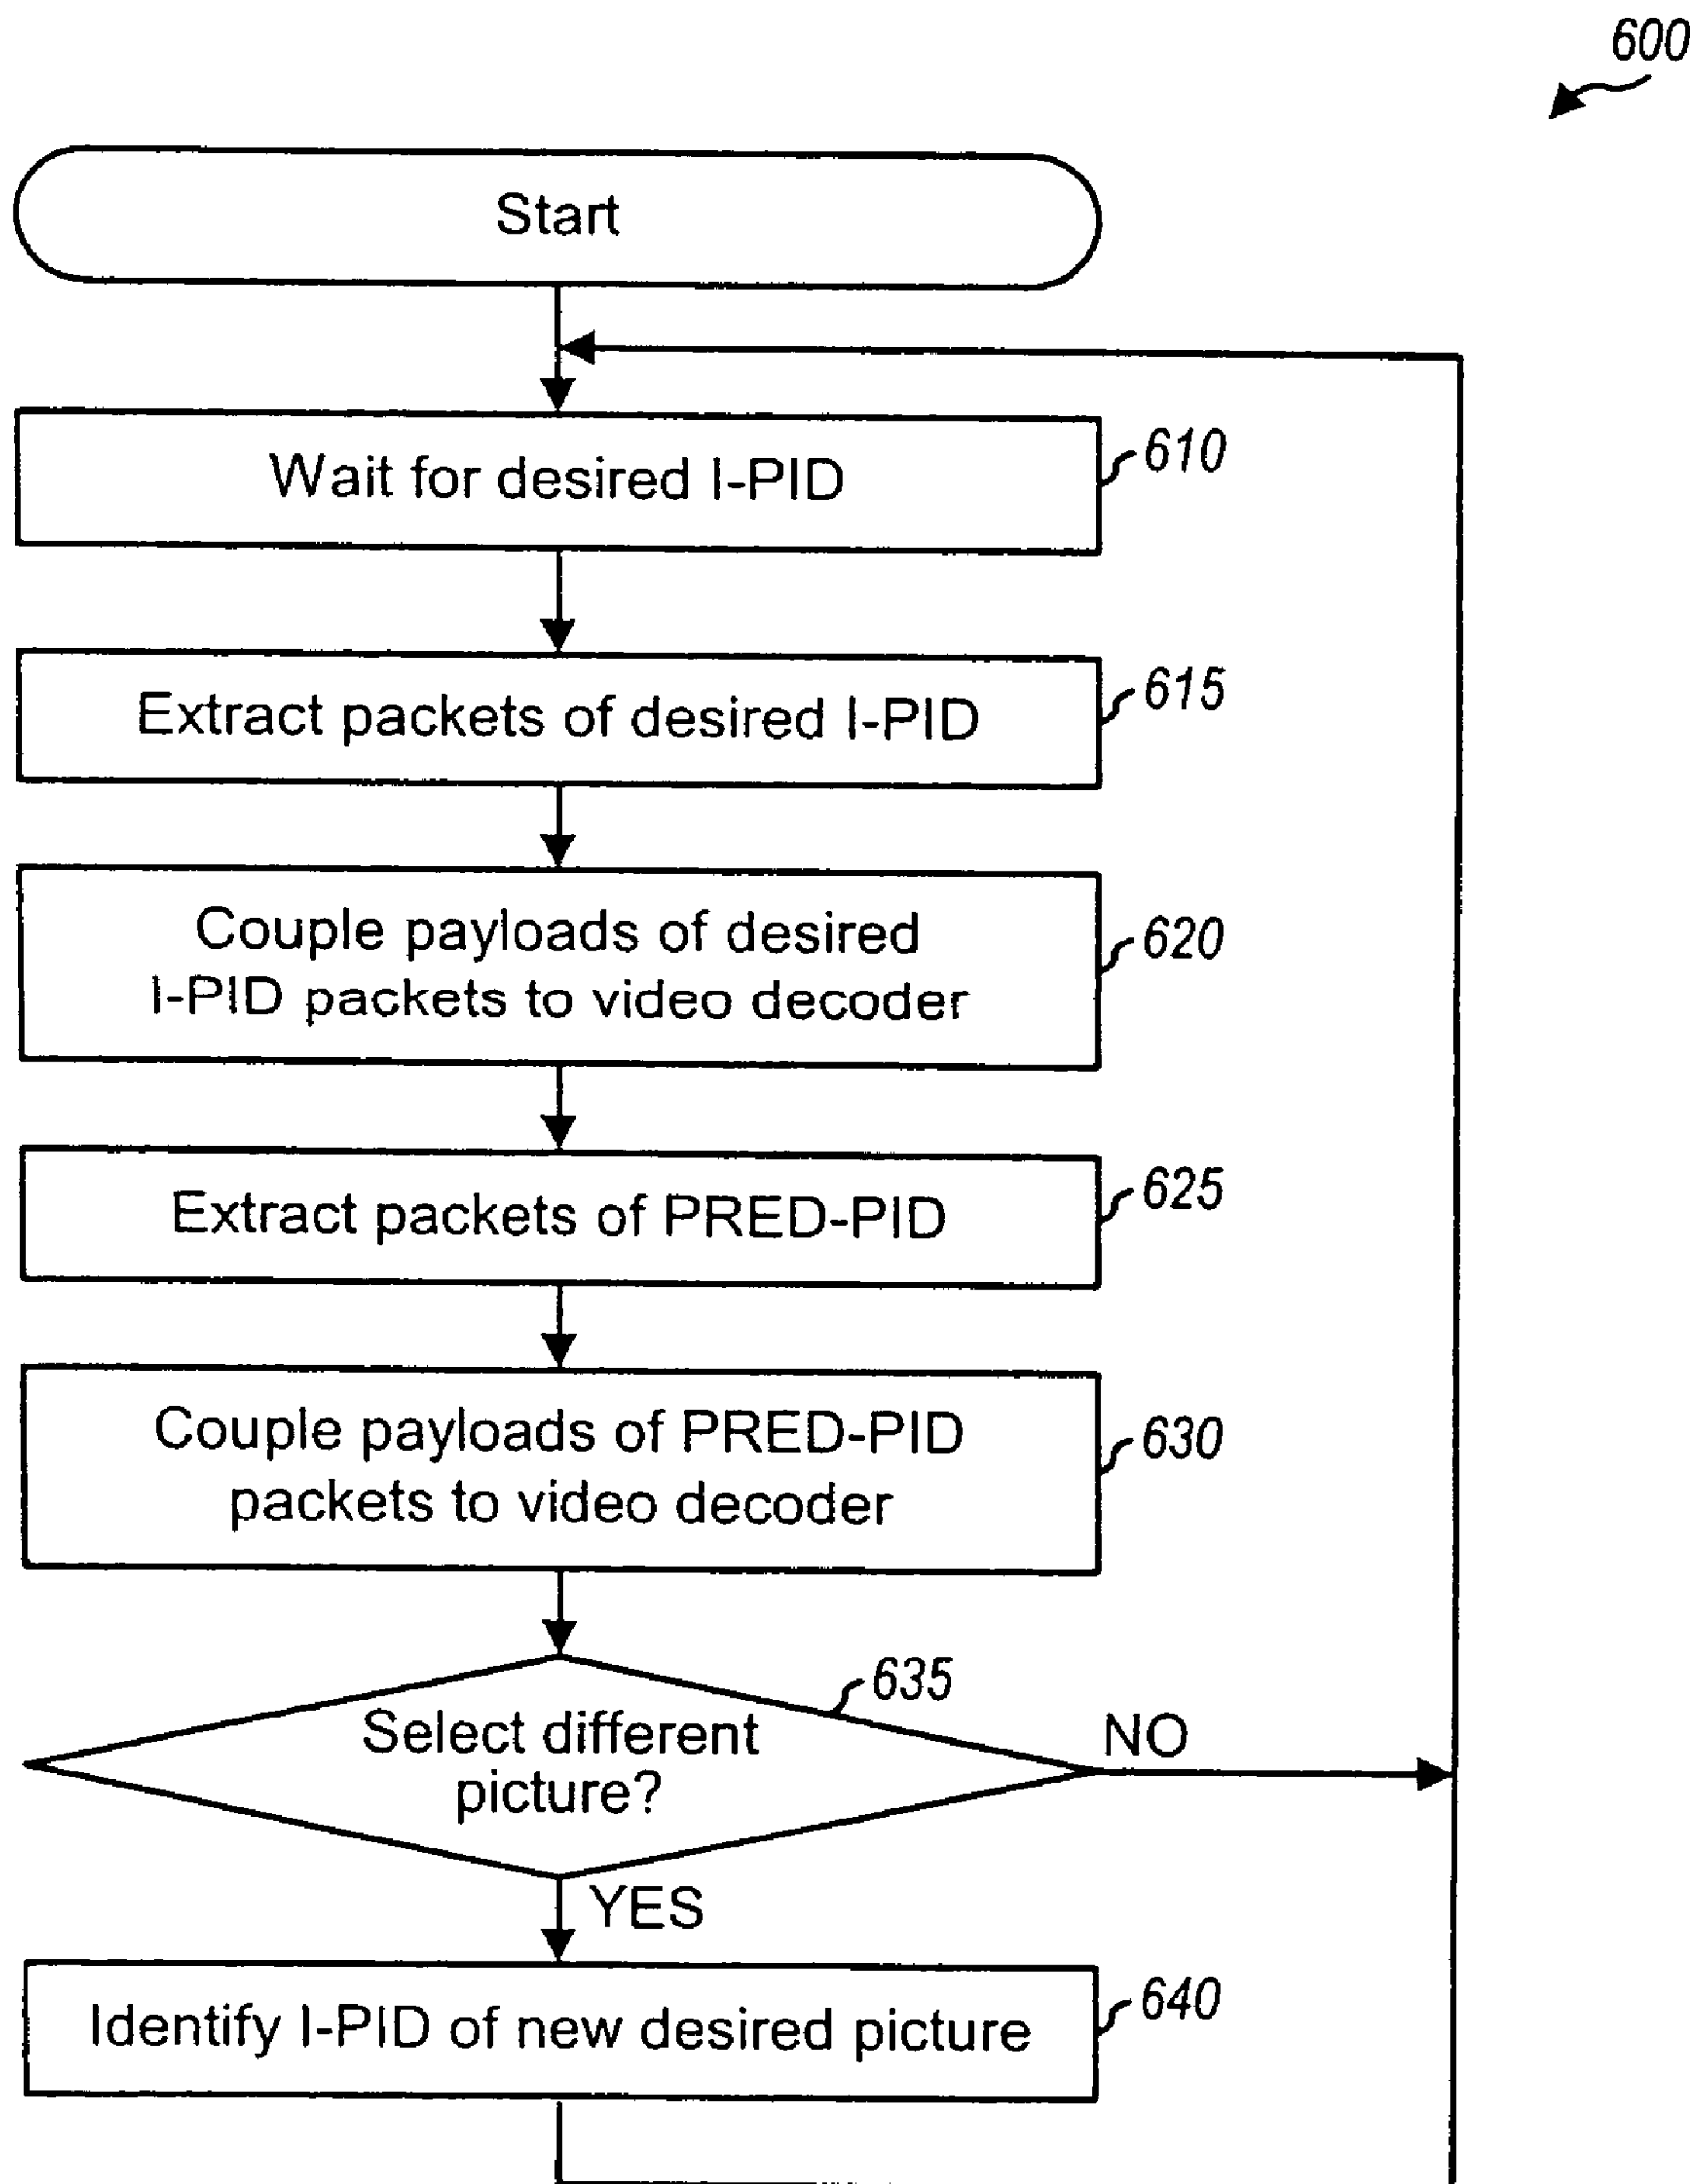 600
Start
Wait for desired I-PID
610
Extract packets of desired I-PID
615
Couple payloads of desired
I-PID packets to video decoder
620
Extract packets of PRED-PID
625
Couple payloads of PRED-PID
packets to video decoder
630
635
Select different
picture?
NO
YES
Identify I-PID of new desired picture
640